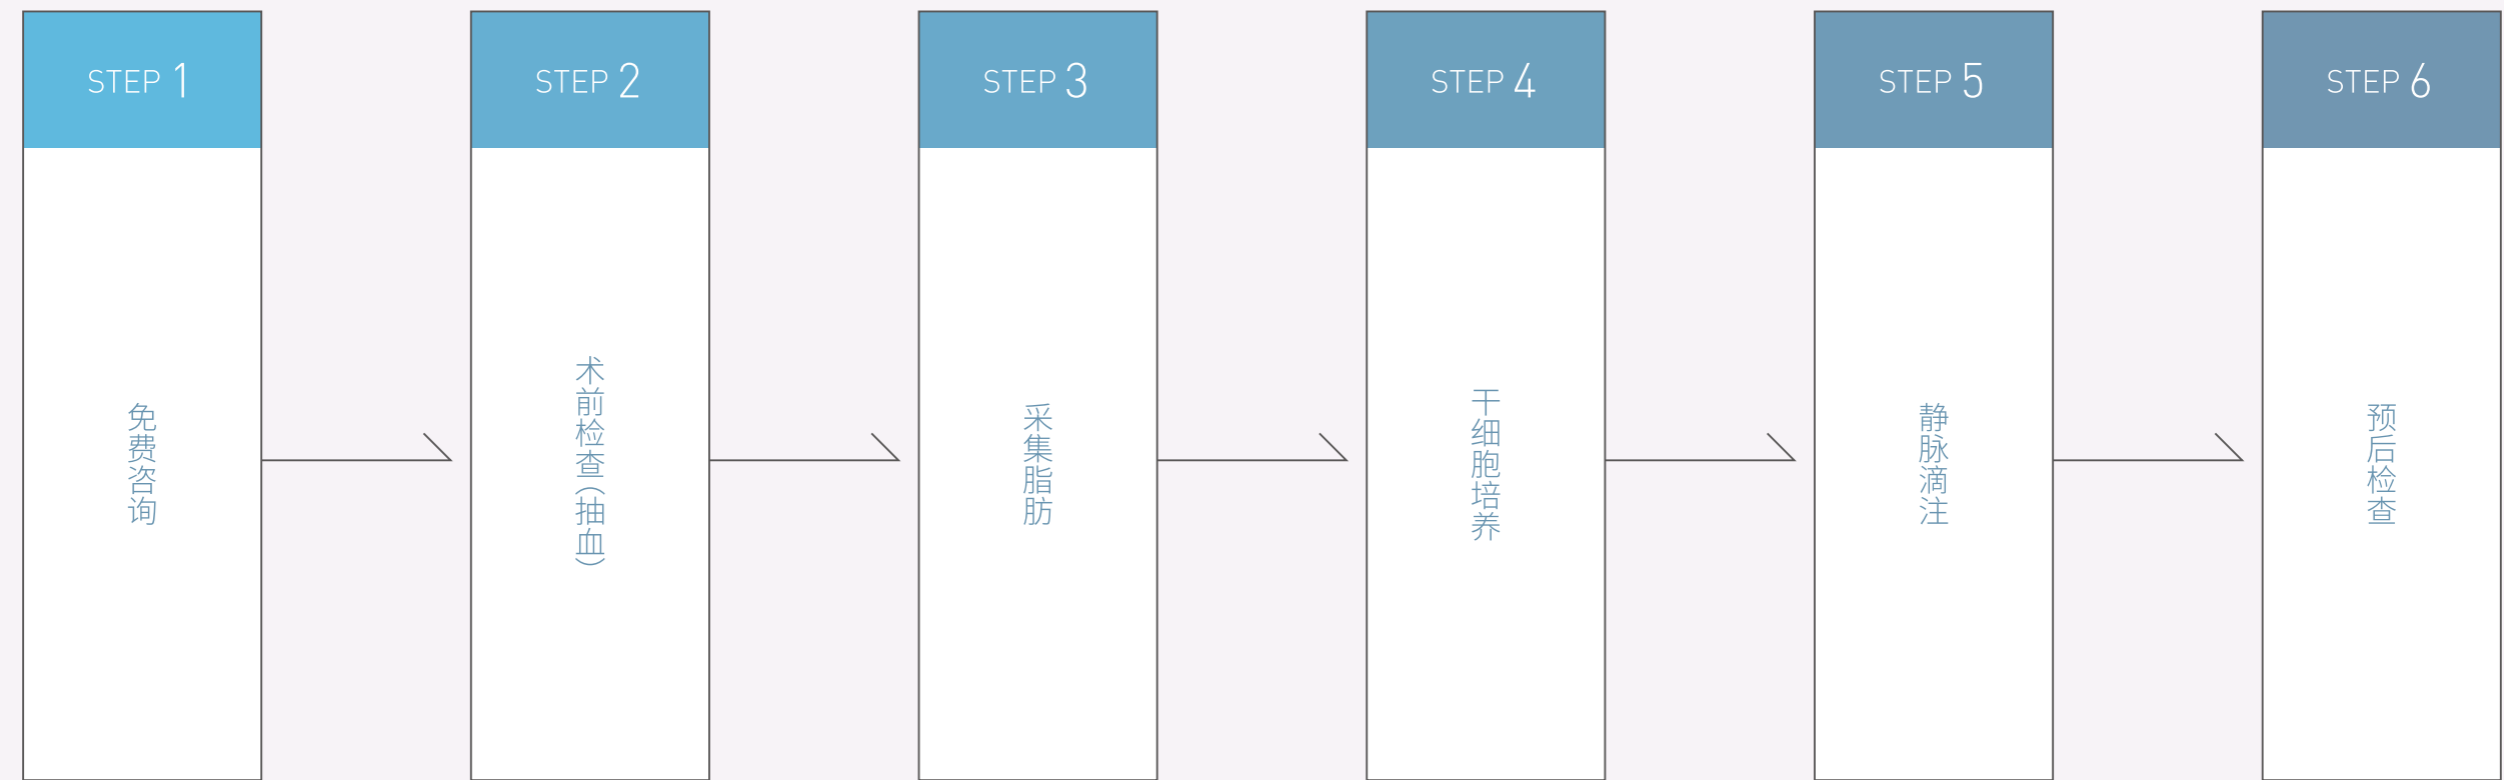 STEP 1
免费咨询
STEP 2
术前检查(抽血)
STEP 3
采集脂肪
STEP 4
干细胞培养
STEP 5
静脉滴注
STEP 6
预后检查